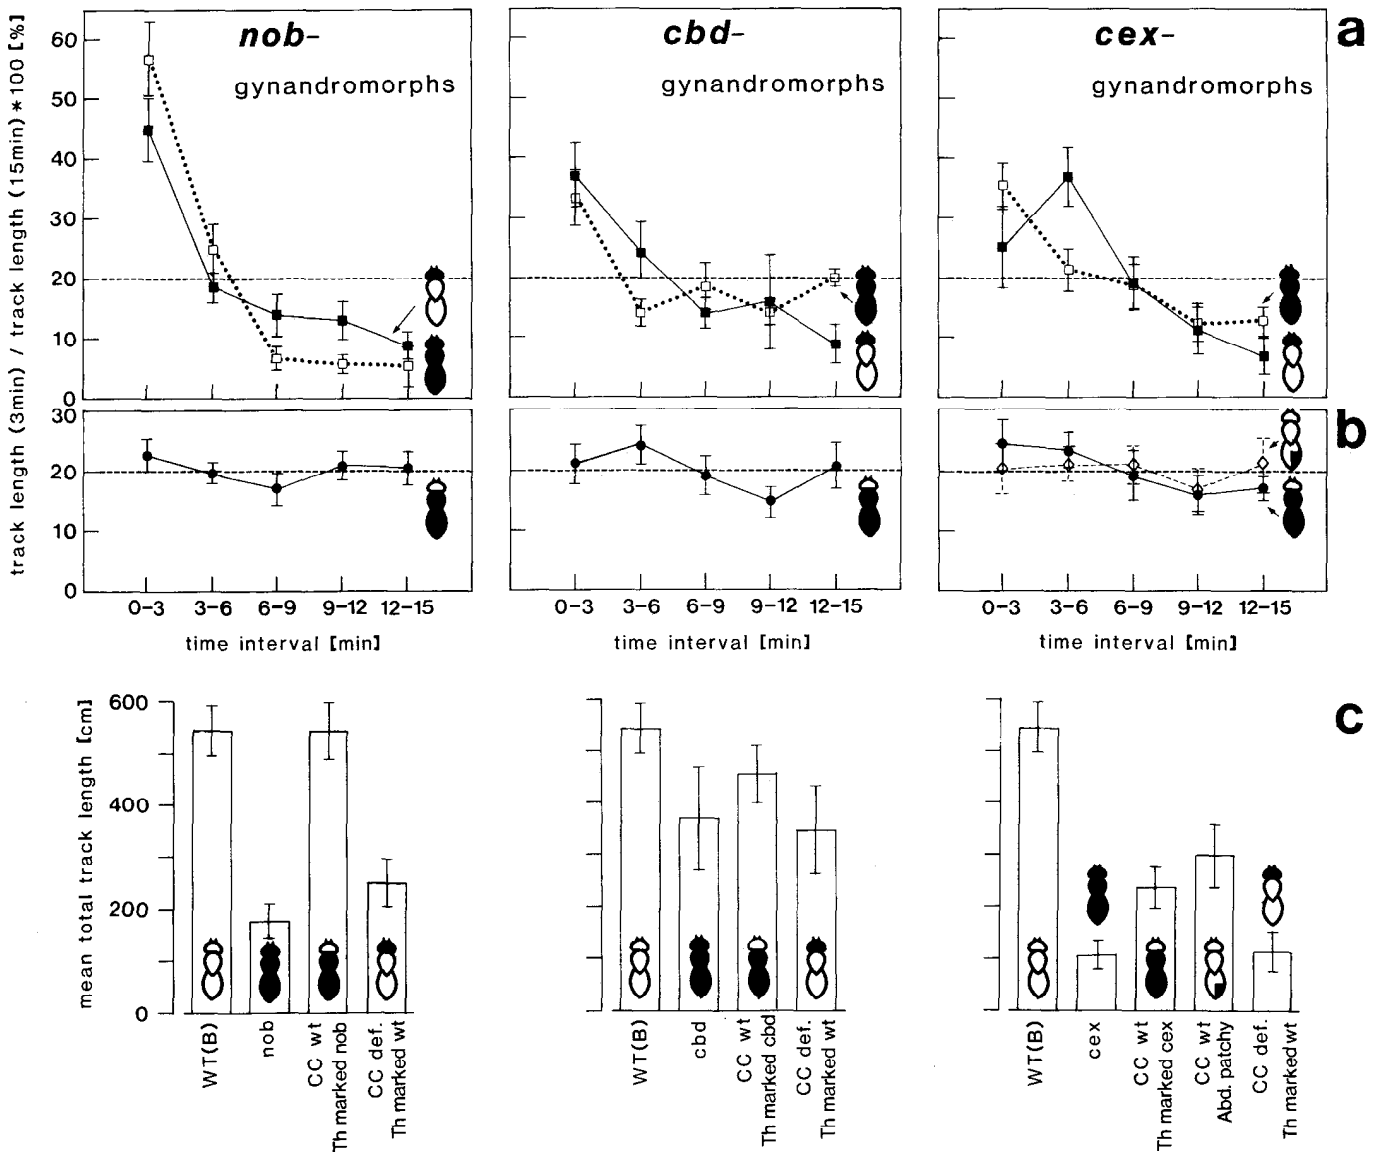 nob- cbd- cex- a
gynandromorphs gynandromorphs gynandromorphs
track length (3min) / track length (15min) * 100 [%]
60
50
40
30
20
10
0
b
30
20
10
0
0-3 3-6 6-9 9-12 12-15 0-3 3-6 6-9 9-12 12-15 0-3 3-6 6-9 9-12 12-15
time interval [min] time interval [min] time interval [min]
c
mean total track length [cm]
600
400
200
0
WT(B)
nob
CC wt
Th marked nob
CC def.
Th marked wt
WT(B)
cbd
CC wt
Th marked cbd
CC def.
Th marked wt
WT(B)
cex
CC wt
Th marked cex
CC wt
Abd. patchy
CC def.
Th marked wt